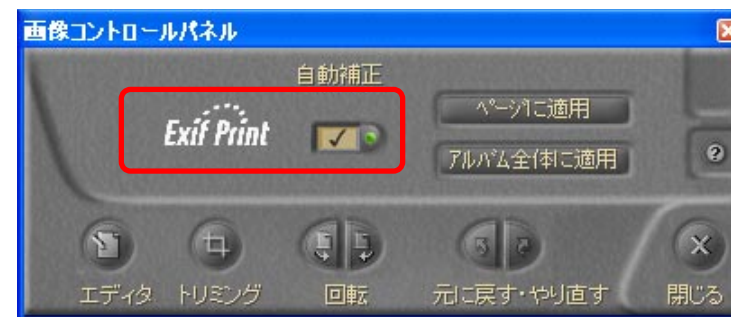 画像コントロールパネル
自動補正
Exif Print
ページに適用
アルバム全体に適用
エディタ トリミング 回転 元に戻す・やり直す 閉じる